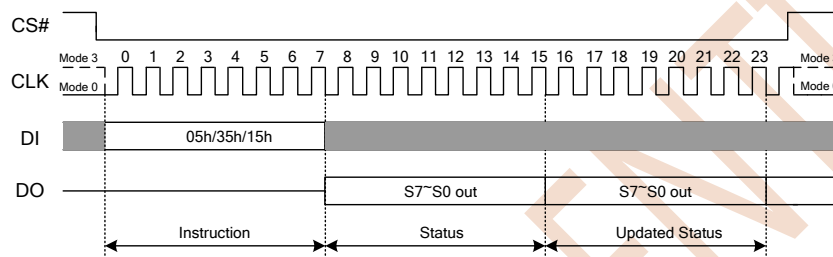 CS#
Mode 3 0 1 2 3 4 5 6 7 8 9 10 11 12 13 14 15 16 17 18 19 20 21 22 23 Mode
CLK
Mode 0 Mode
DI 05h/35h/15h
DO S7~S0 out S7~S0 out
Instruction Status Updated Status